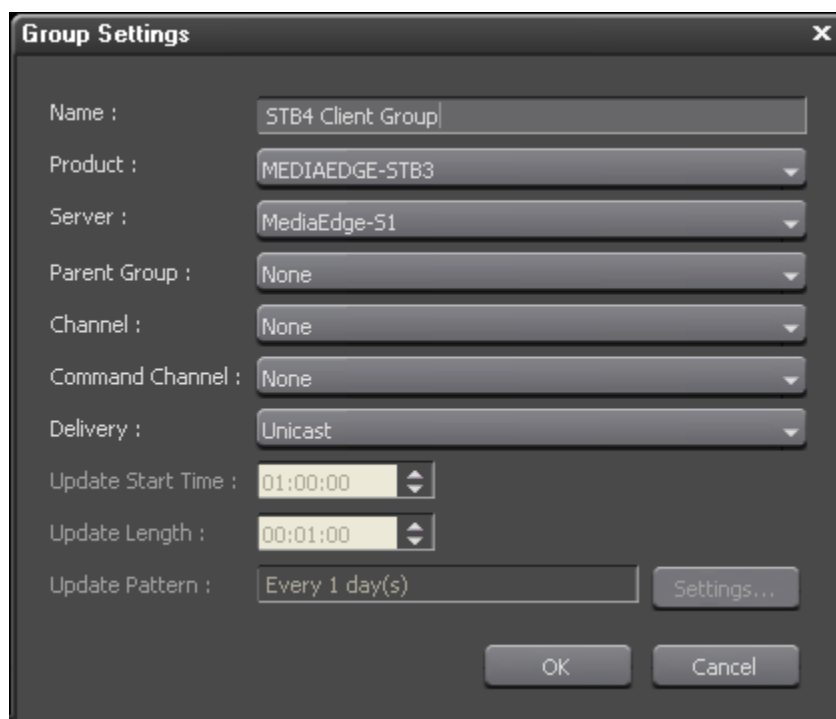 Group Settings
Name : STB4 Client Group
Product : MEDIAEDGE-STB3
Server : MediaEdge-S1
Parent Group : None
Channel : None
Command Channel : None
Delivery : Unicast
Update Start Time : 01:00:00
Update Length : 00:01:00
Update Pattern : Every 1 day(s) Settings...
OK Cancel